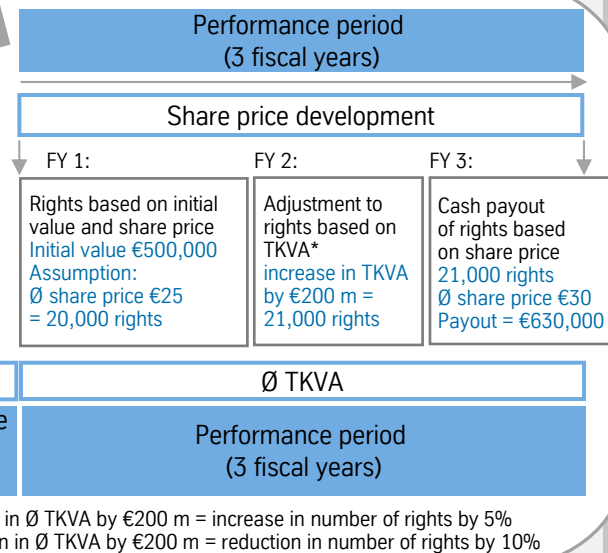 Performance period
(3 fiscal years)
Share price development
FY 1:
FY 2:
FY 3:
Rights based on initial
value and share price
Initial value €500,000
Assumption:
Ø share price €25
= 20,000 rights
Adjustment to
rights based on
TKVA*
increase in TKVA
by €200 m =
21,000 rights
Cash payout
of rights based
on share price
21,000 rights
Ø share price €30
Payout = €630,000
Ø TKVA
Performance period
(3 fiscal years)
in Ø TKVA by €200 m = increase in number of rights by 5%
in Ø TKVA by €200 m = reduction in number of rights by 10%